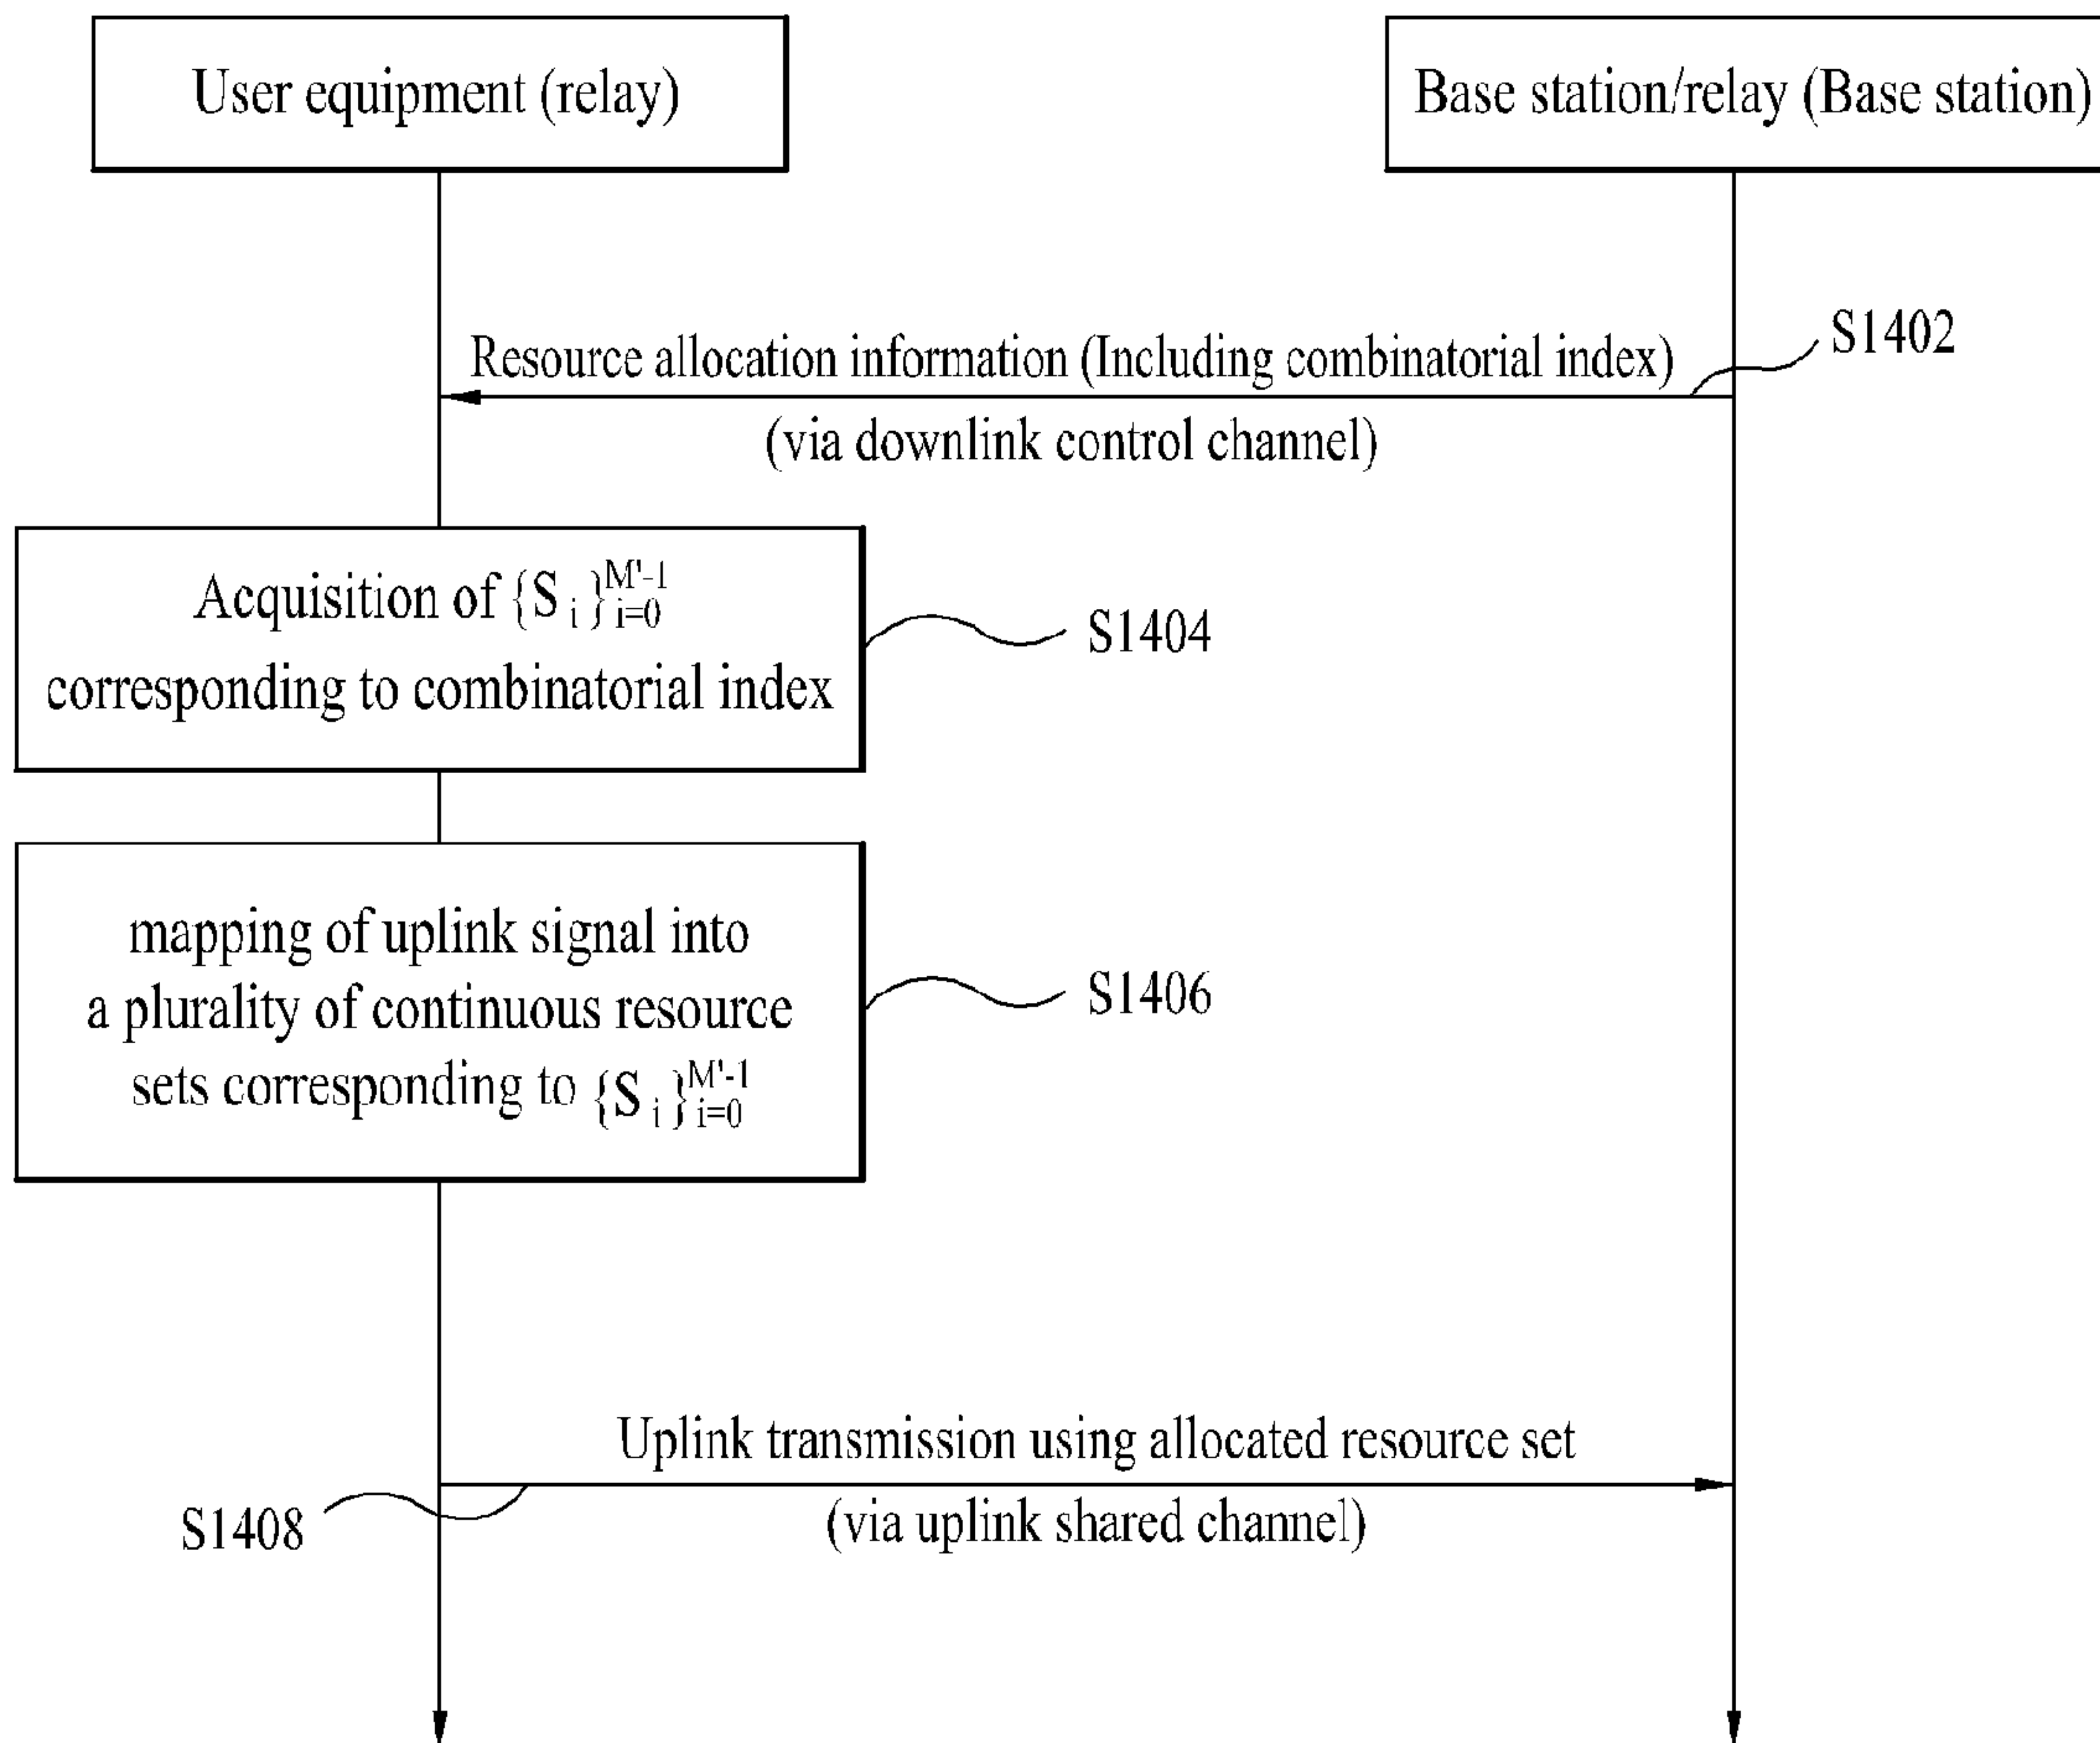 User equipment (relay)
Base station/relay (Base station)
Resource allocation information (Including combinatorial index)
S1402
(via downlink control channel)
Acquisition of {S i }M'-1 i=0
corresponding to combinatorial index
S1404
mapping of uplink signal into
a plurality of continuous resource
sets corresponding to {S i }M'-1 i=0
S1406
Uplink transmission using allocated resource set
(via uplink shared channel)
S1408